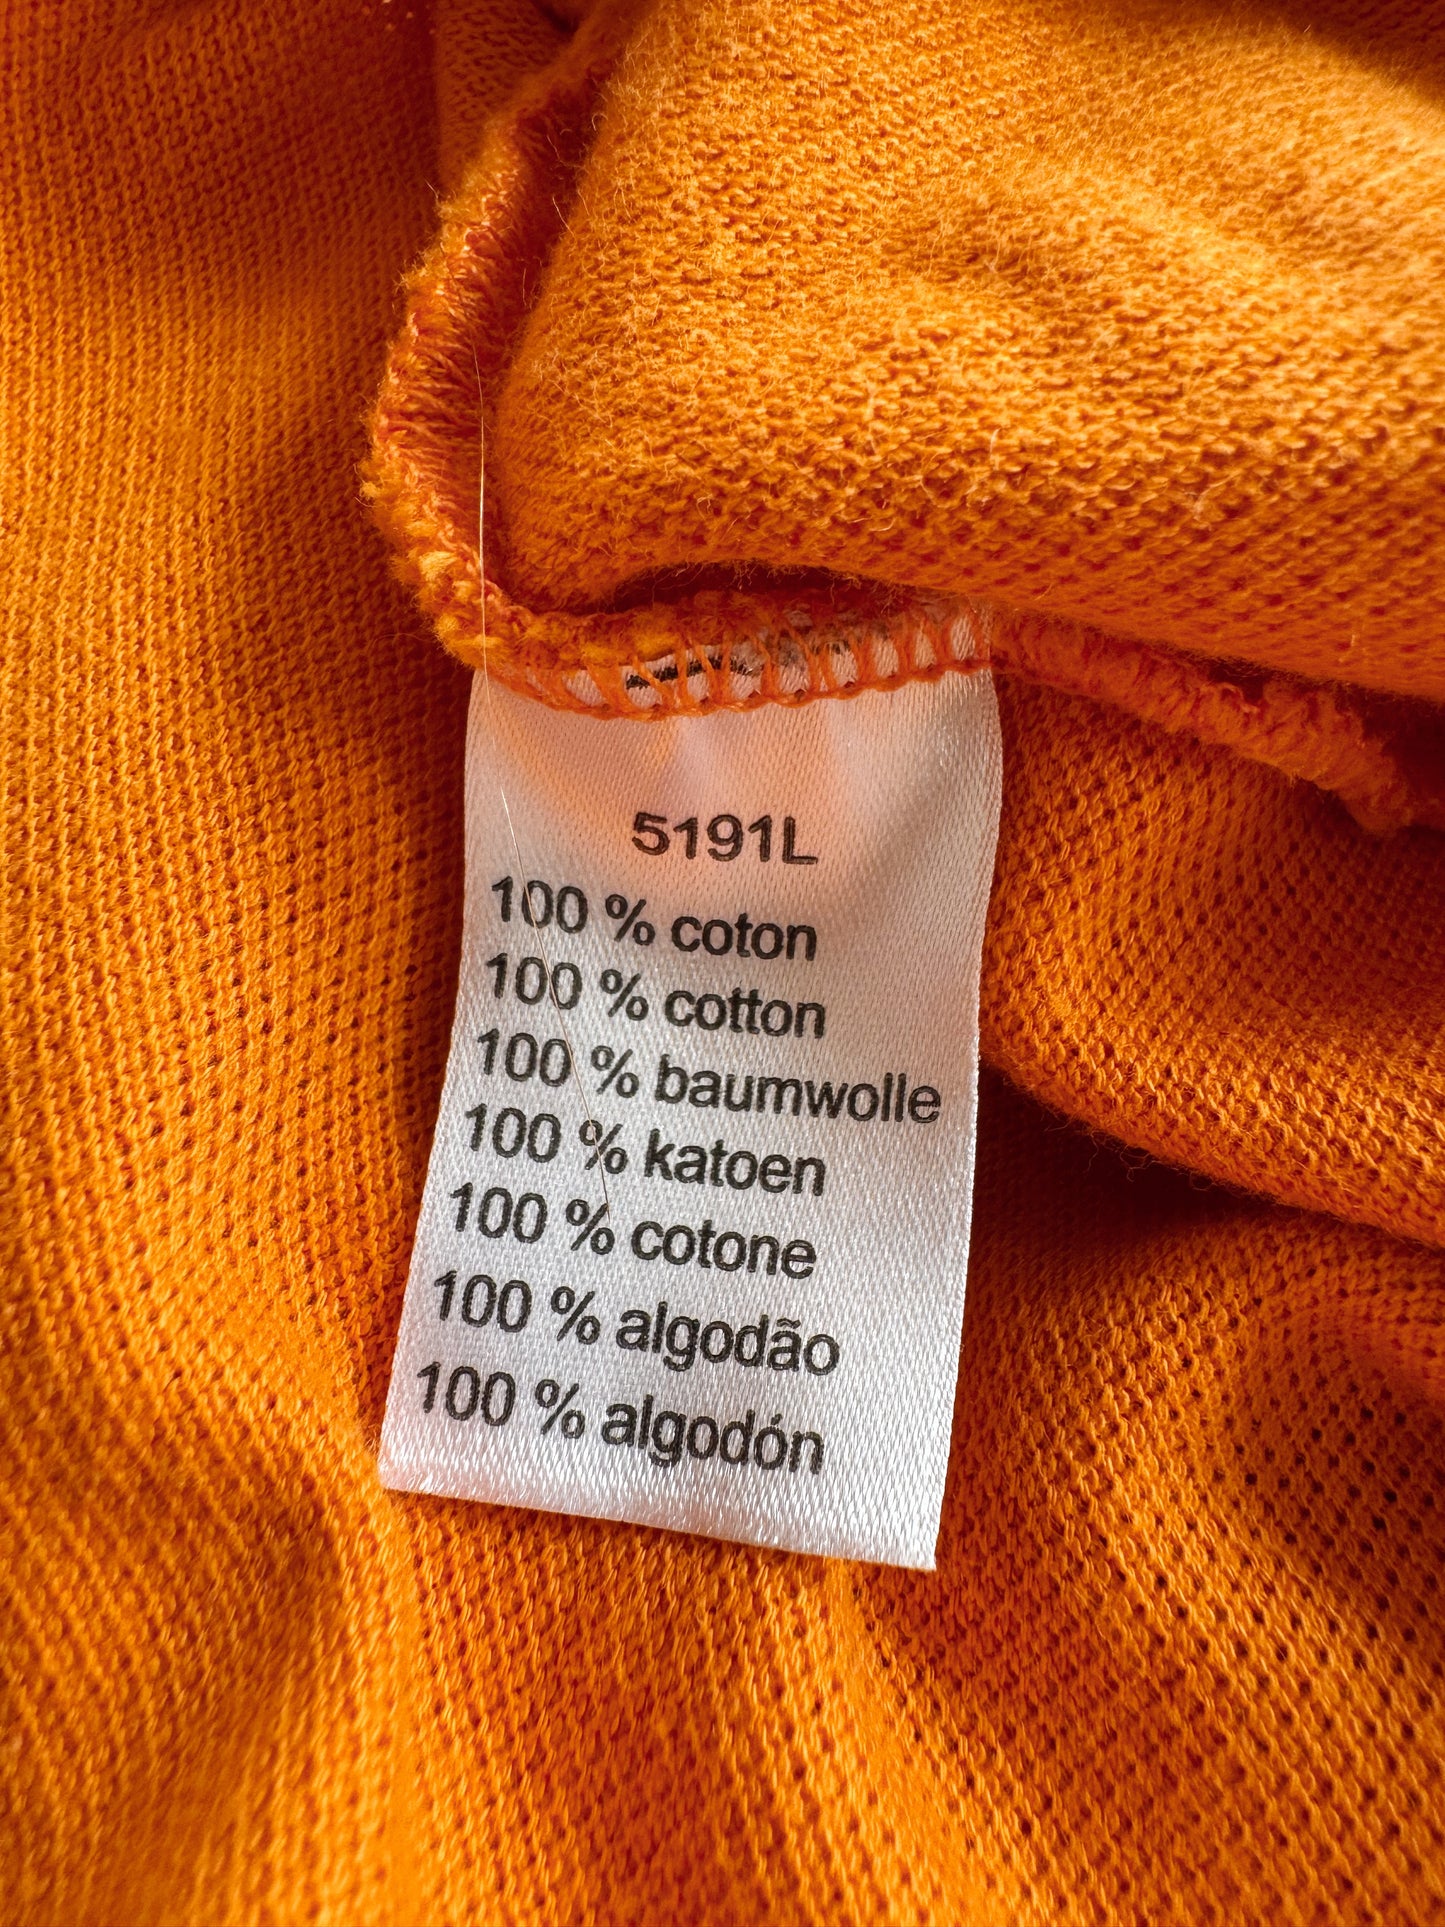 5191L
100 % coton
100 % cotton
100 % baumwolle
100 % katoen
100 % cotone
100 % algodão
100 % algodón